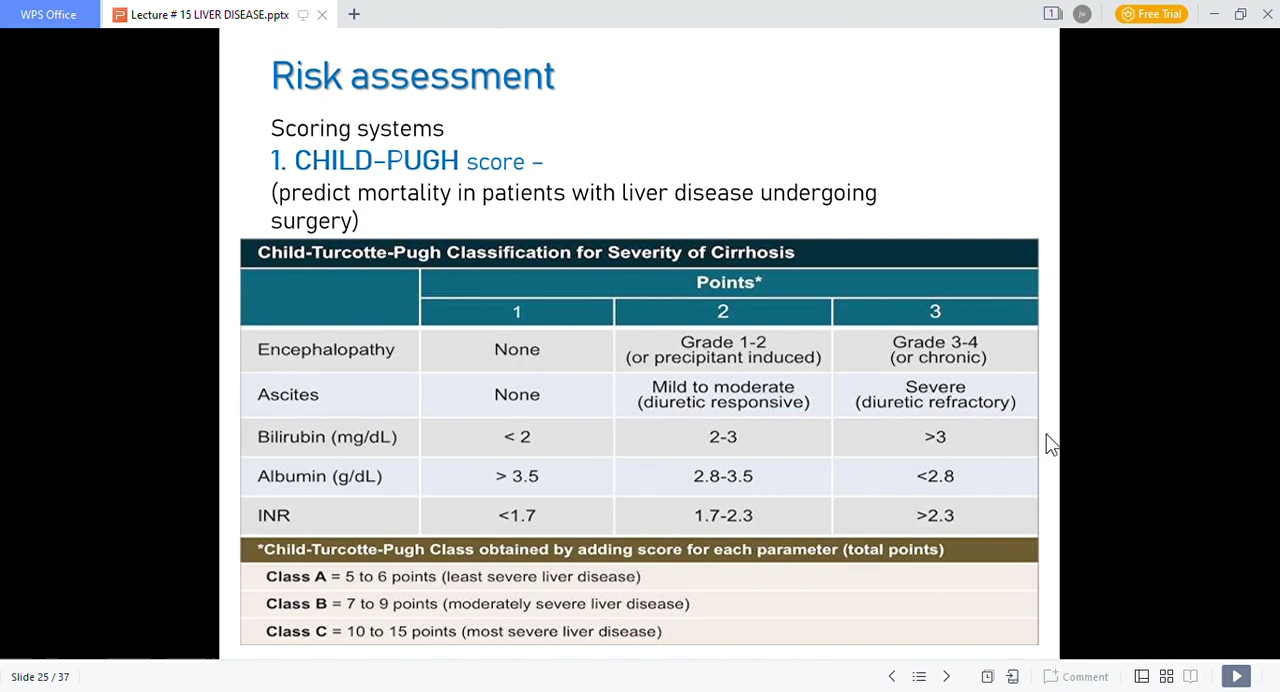 WPS Office
Lecture # 15 LIVER DISEASE.pptx
1
jw
Free Trial
Risk assessment
Scoring systems
1. CHILD-PUGH score –
(predict mortality in patients with liver disease undergoing
surgery)
Child-Turcotte-Pugh Classification for Severity of Cirrhosis
Points*
1 2 3
Encephalopathy None Grade 1-2 (or precipitant induced) Grade 3-4 (or chronic)
Ascites None Mild to moderate (diuretic responsive) Severe (diuretic refractory)
Bilirubin (mg/dL) < 2 2-3 >3
Albumin (g/dL) > 3.5 2.8-3.5 <2.8
INR <1.7 1.7-2.3 >2.3
*Child-Turcotte-Pugh Class obtained by adding score for each parameter (total points)
Class A = 5 to 6 points (least severe liver disease)
Class B = 7 to 9 points (moderately severe liver disease)
Class C = 10 to 15 points (most severe liver disease)
Slide 25 / 37
Comment